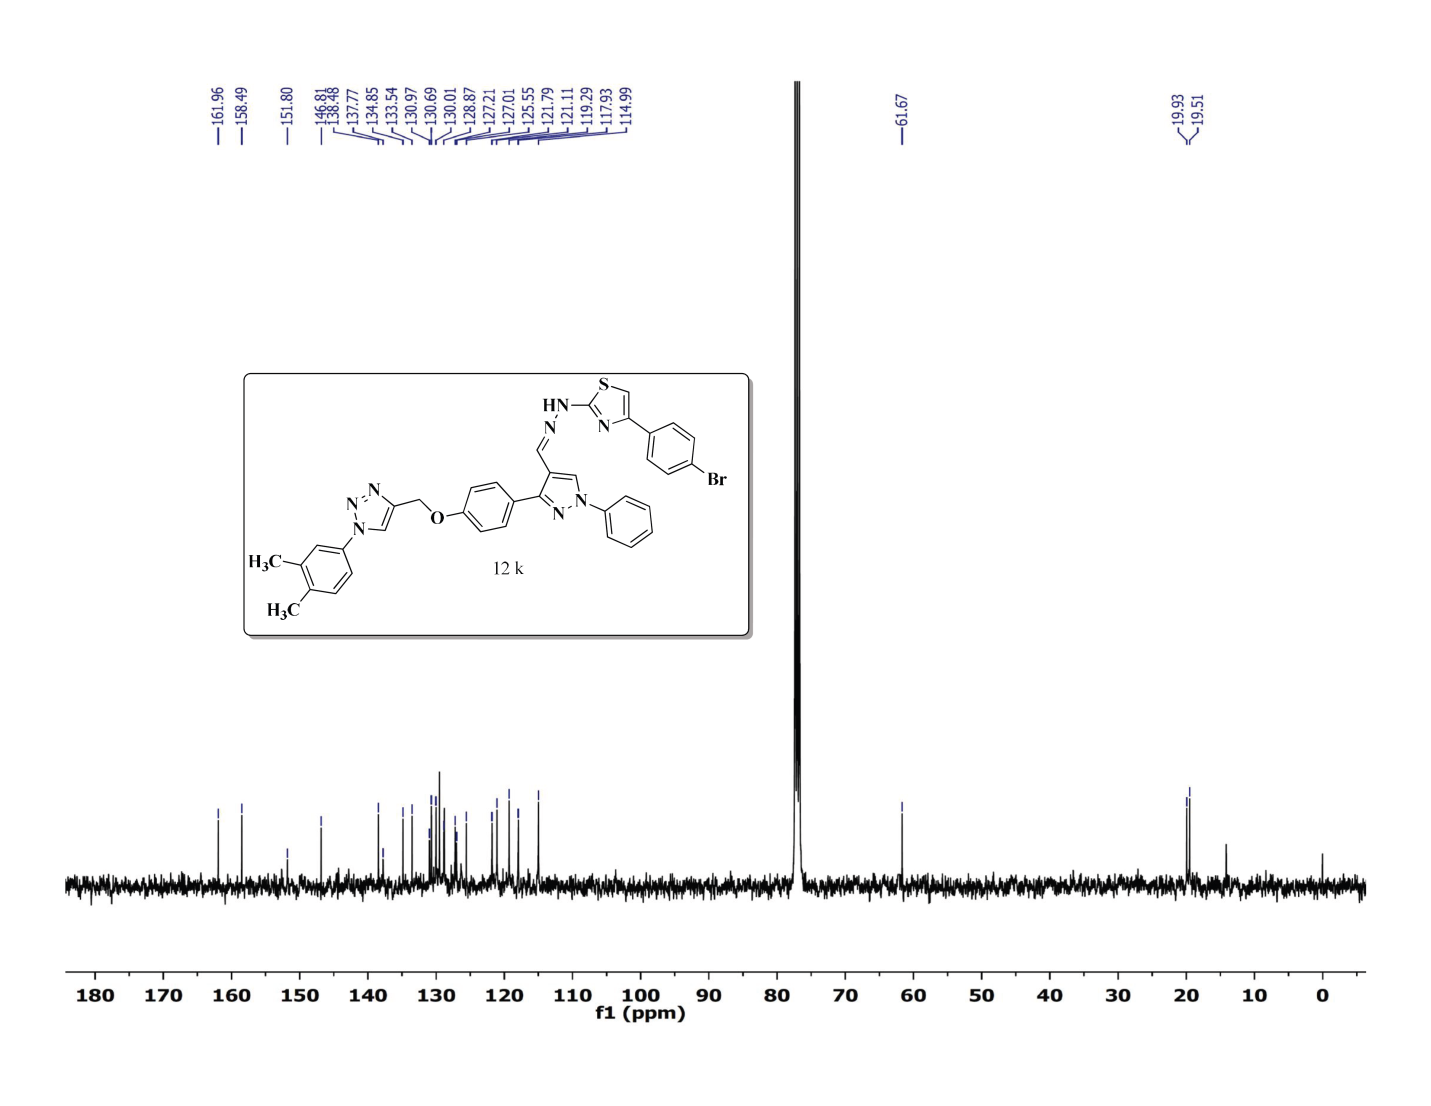 161.96
158.49
151.80
146.81
138.48
137.77
134.85
133.54
130.97
130.69
130.01
128.87
127.21
127.01
125.55
121.79
121.11
119.29
117.93
114.99
61.67
19.93
19.51
S
HN
N
N
Br
N
N
N
O
N
N
H₃C
H₃C
12 k
180 170 160 150 140 130 120 110 100 90 80 70 60 50 40 30 20 10 0
f1 (ppm)